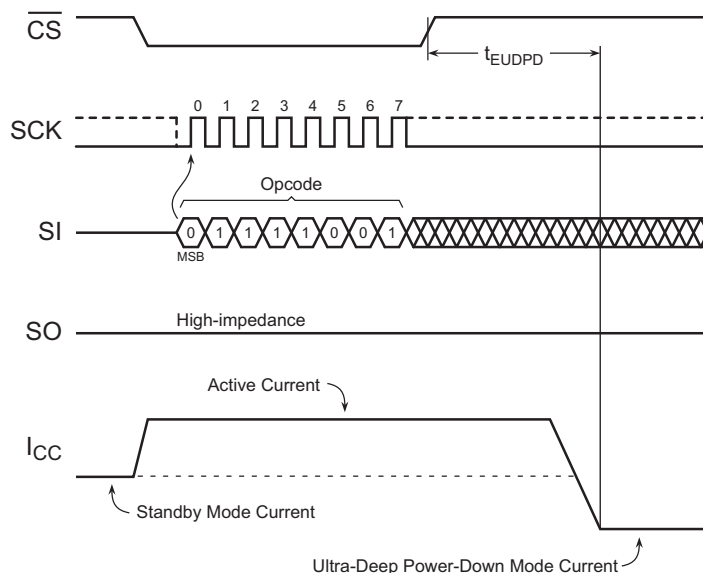 CS
tEUDPD
0 1 2 3 4 5 6 7
SCK
Opcode
SI
0 1 1 1 1 0 0 1
MSB
High-impedance
SO
Active Current
ICC
Standby Mode Current
Ultra-Deep Power-Down Mode Current